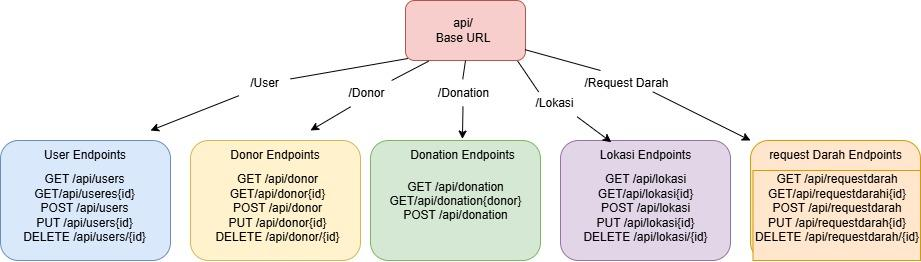 api/
Base URL
/User
/Donor
/Donation
/Lokasi
/Request Darah
User Endpoints
GET /api/users
GET/api/useres{id}
POST /api/users
PUT /api/users{id}
DELETE /api/users/{id}
Donor Endpoints
GET /api/donor
GET/api/donor{id}
POST /api/donor
PUT /api/donor{id}
DELETE /api/donor/{id}
Donation Endpoints
GET /api/donation
GET/api/donation{donor}
POST /api/donation
Lokasi Endpoints
GET /api/lokasi
GET/api/lokasi{id}
POST /api/lokasi
PUT /api/lokasi{id}
DELETE /api/lokasi/{id}
request Darah Endpoints
GET /api/requestdarah
GET/api/requestdarahi{id}
POST /api/requestdarah
PUT /api/requestdarah{id}
DELETE /api/requestdarah/{id}